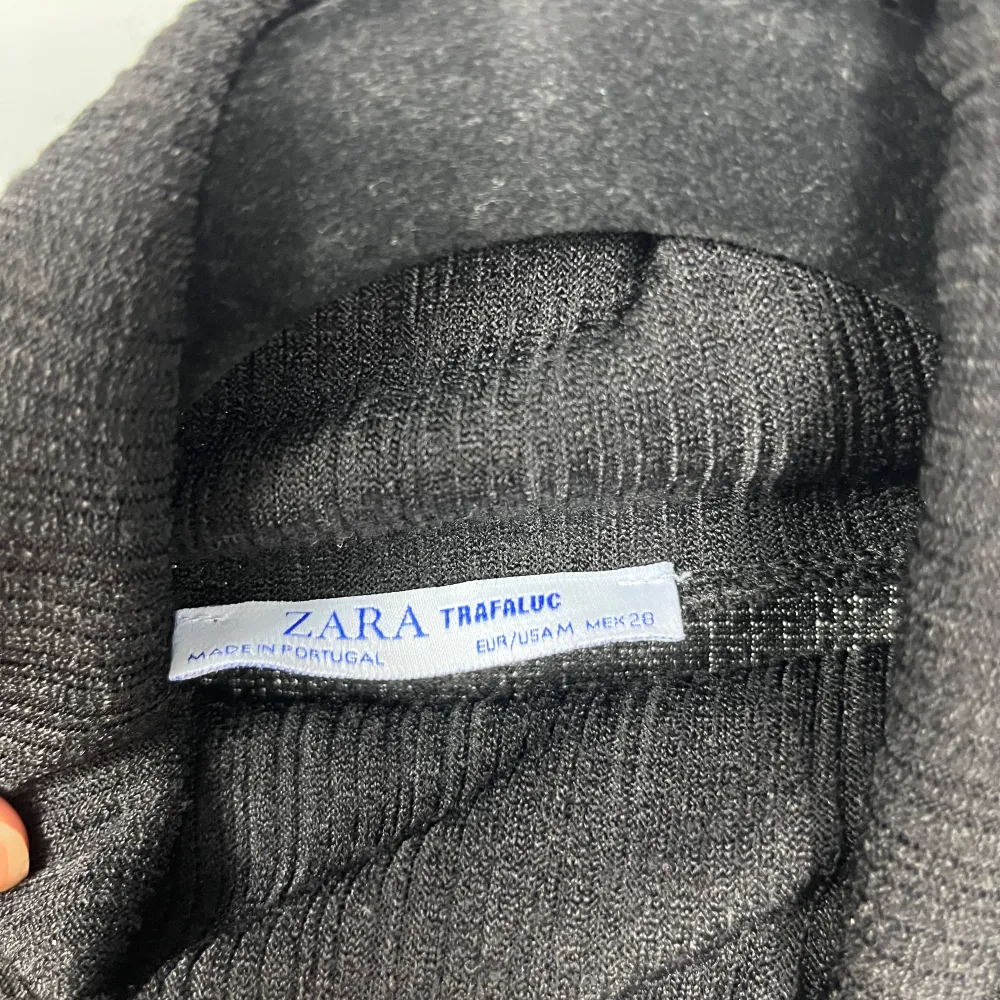 ZARA TRAFALUC
MADE IN PORTUGAL EUR/USA M MEX 28